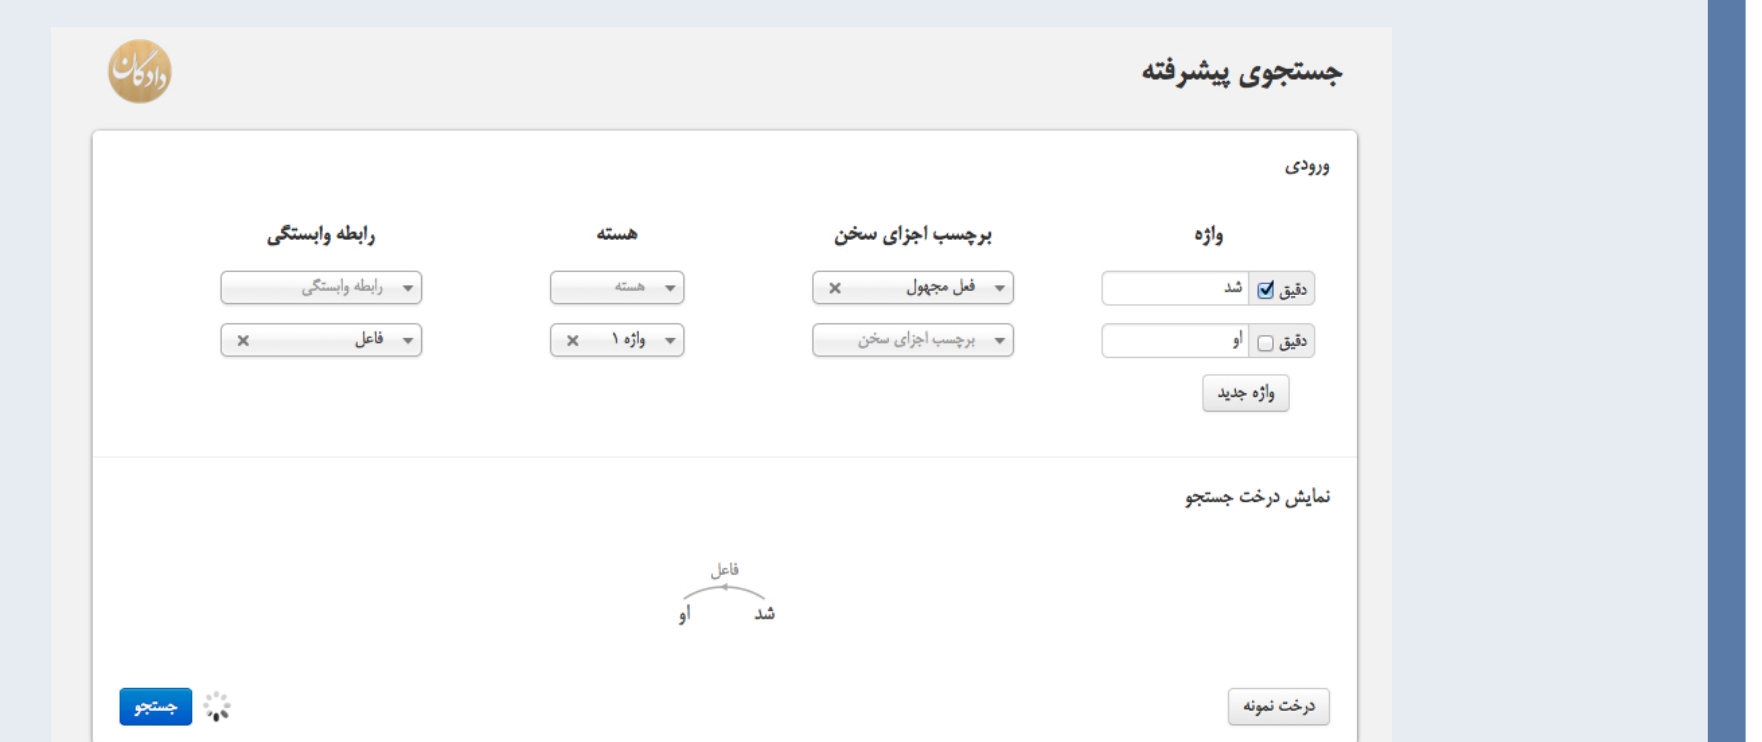 جستجوی پیشرفته
دادگان
ورودی
واژه برچسب اجزای سخن هسته رابطه وابستگی
دقیق شد فعل مجهول هسته رابطه وابستگی
دقیق او برچسب اجزای سخن واژه ۱ فاعل
واژه جدید
نمایش درخت جستجو
فاعل
شد او
درخت نمونه جستجو